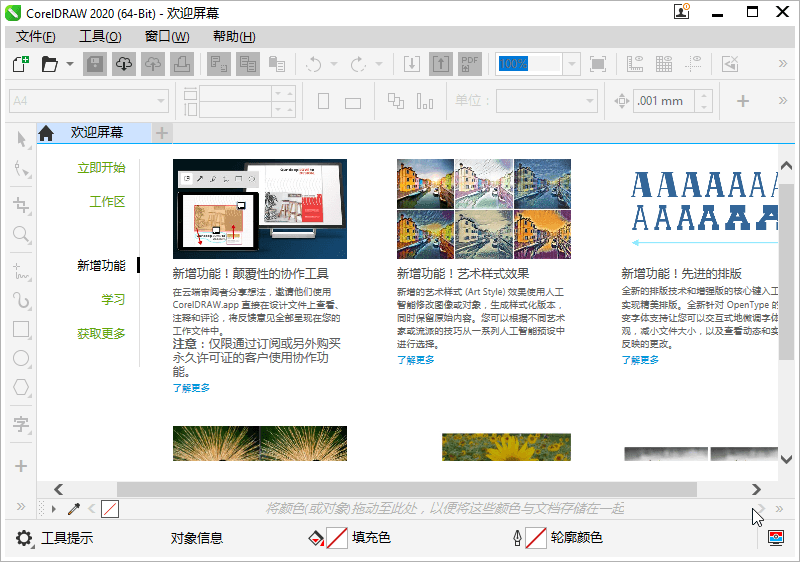 CorelDRAW 2020 (64-Bit) - 欢迎屏幕
文件(F) 工具(O) 窗口(W) 帮助(H)
PDF 100%
A4 单位: .001 mm
欢迎屏幕
立即开始
工作区
新增功能
学习
获取更多
新增功能！颠覆性的协作工具
在云端审阅者分享想法，邀请他们使用
CorelDRAW.app 直接在设计文件上查看、
注释和评论，将反馈意见全部呈现在您的
工作文件中。
注意：仅限通过订阅或另外购买
永久许可证的客户使用协作功
能。
了解更多
新增功能！艺术样式效果
新增的艺术样式 (Art Style) 效果使用人工
智能修改图像或对象，生成样式化版本，
同时保留原始内容。您可以根据不同艺术
家或流派的技巧从一系列人工智能预设中
进行选择。
了解更多
AAAAAAA
AAAAAA
新增功能！先进的排版
全新的排版技术和增强版的核心键入工
实现精美排版。全新针对 OpenType 的
变字体支持让您可以交互式地微调字体
观，减小文件大小，以及查看动态和实
反映的更改。
了解更多
将颜色(或对象)拖动至此处，以便将这些颜色与文档存储在一起
工具提示 对象信息 填充色 轮廓颜色